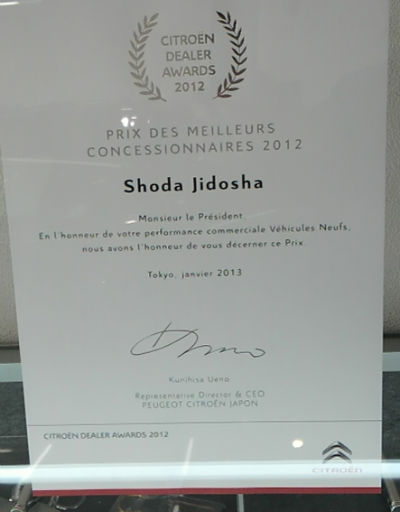 CITROËN
DEALER
AWARDS
2012
PRIX DES MEILLEURS
CONCESSIONNAIRES 2012
Shoda Jidosha
Monsieur le Président
En l'honneur de votre performance commerciale Véhicules Neufs,
nous avons l'honneur de vous décerner ce Prix.
Tokyo, janvier 2013
Kunihisa Ueno
Representative Director & CEO
PEUGEOT CITROËN JAPON
CITROËN DEALER AWARDS 2012
CITROËN